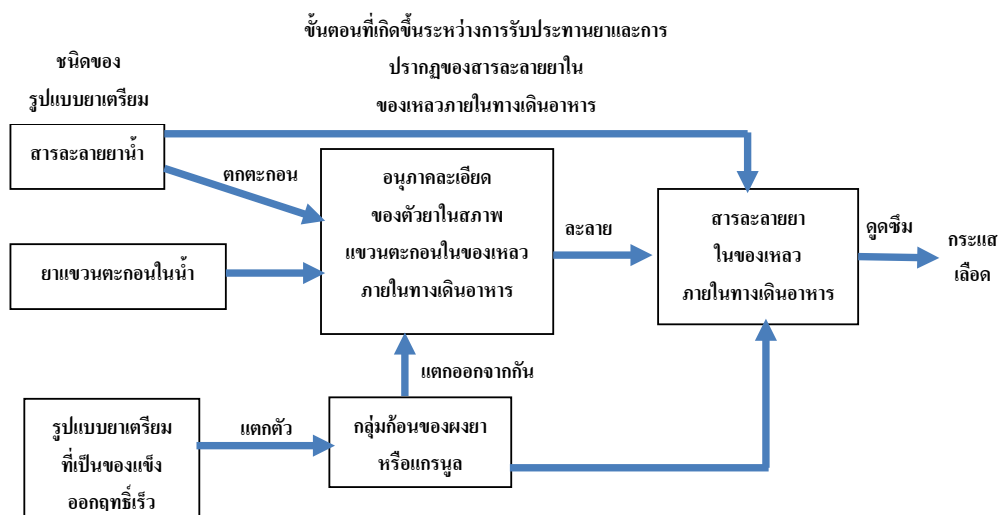 ขั้นตอนที่เกิดขึ้นระหว่างการรับประทานยาและการ
ปรากฏของสารละลายยาใน
ของเหลวภายในทางเดินอาหาร
ชนิดของ
รูปแบบยาเตรียม
สารละลายยาน้ำ
ตกตะกอน
ยาแขวนตะกอนในน้ำ
อนุภาคละเอียด
ของตัวยาในสภาพ
แขวนตะกอนในของเหลว
ภายในทางเดินอาหาร
ละลาย
สารละลายยา
ในของเหลว
ภายในทางเดินอาหาร
ดูดซึม
กระแส
เลือด
แตกออกจากกัน
รูปแบบยาเตรียม
ที่เป็นของแข็ง
ออกฤทธิ์เร็ว
แตกตัว
กลุ่มก้อนของผงยา
หรือแกรนูล